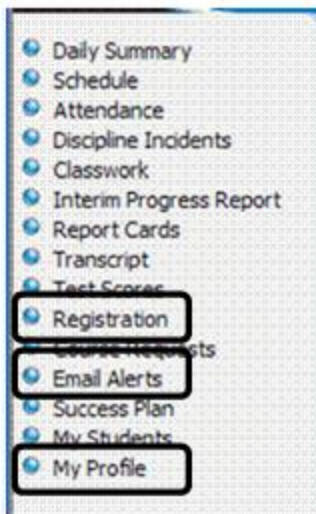 Daily Summary
Schedule
Attendance
Discipline Incidents
Classwork
Interim Progress Report
Report Cards
Transcript
Test Scores
Registration
Course Requests
Email Alerts
Success Plan
My Students
My Profile